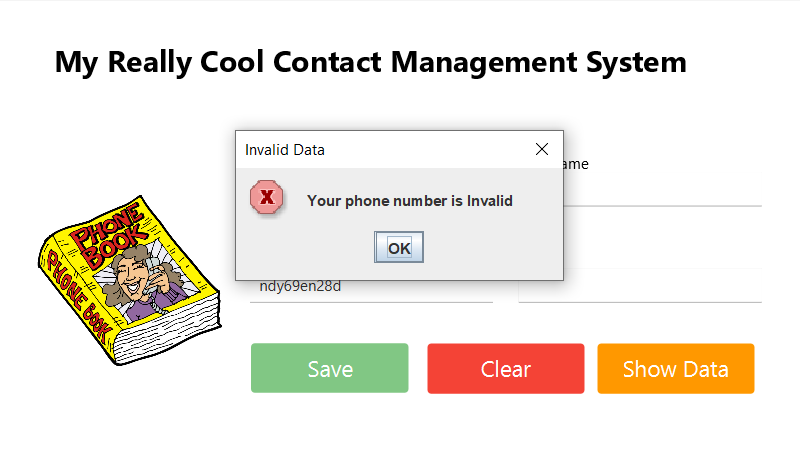 My Really Cool Contact Management System
Invalid Data
ame
X
Your phone number is Invalid
OK
PHONE
BOOK
PHONE BOOK
ndy69en28d
Save
Clear
Show Data